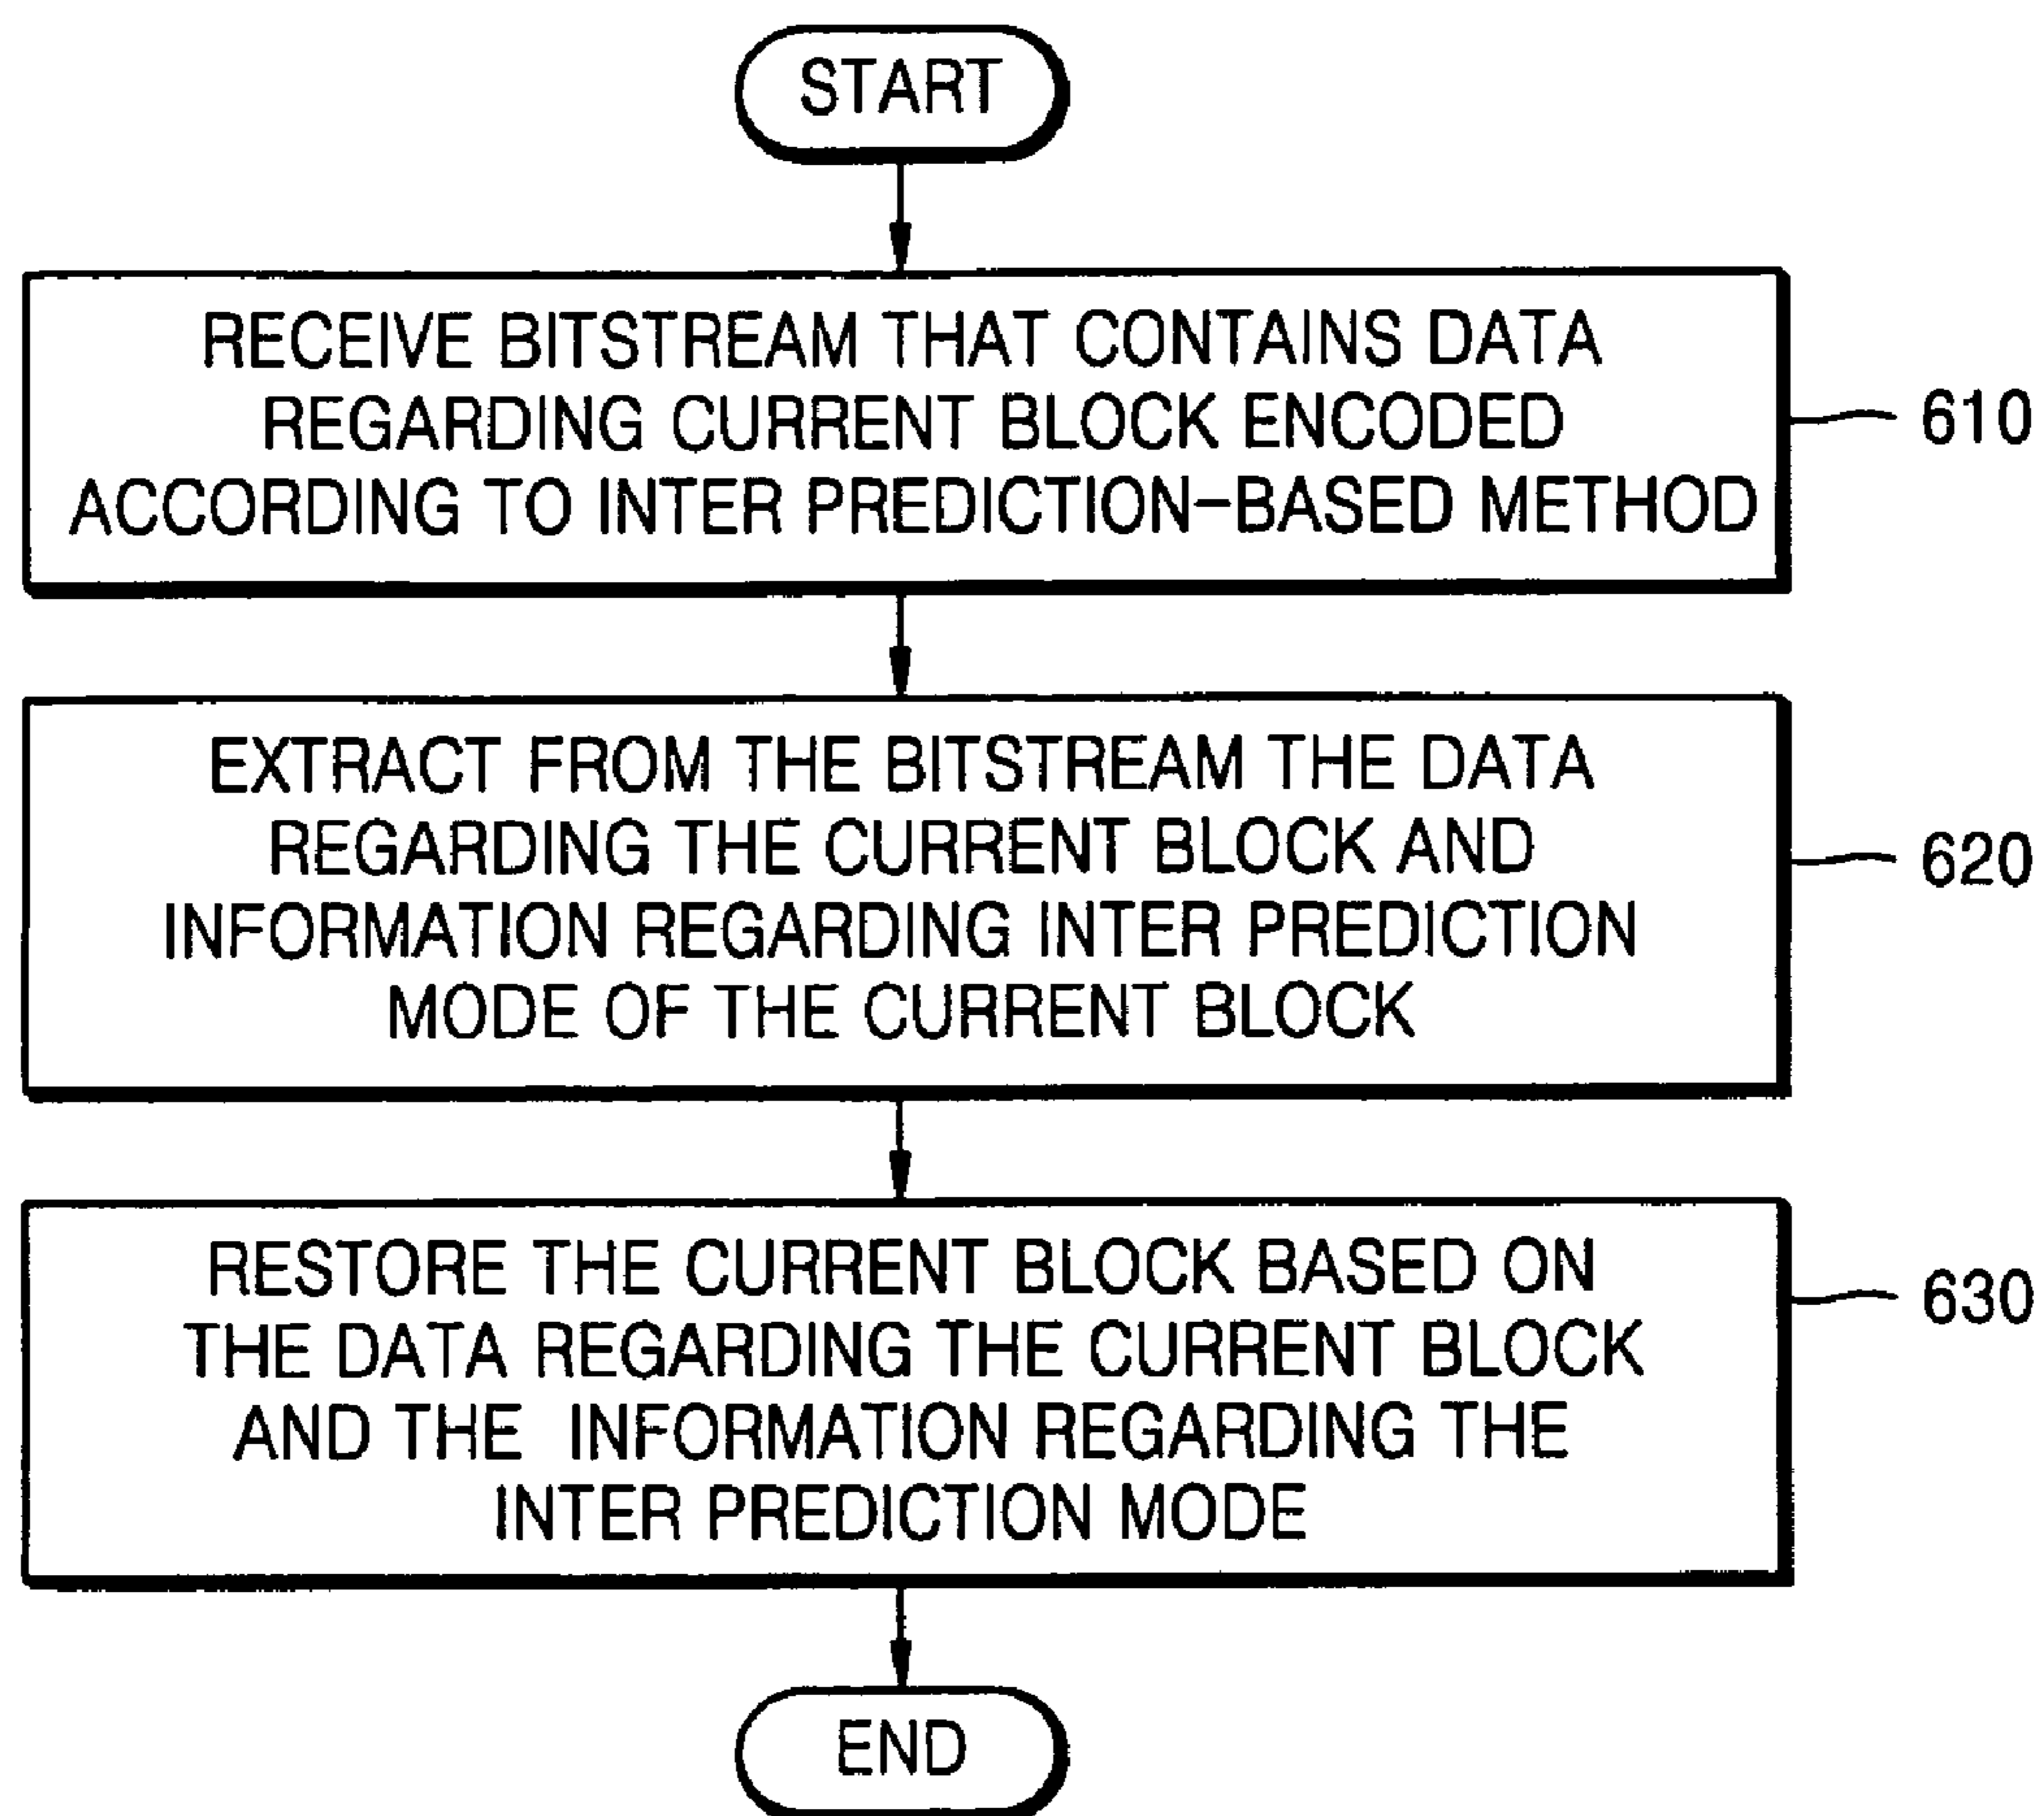 START
RECEIVE BITSTREAM THAT CONTAINS DATA
REGARDING CURRENT BLOCK ENCODED
ACCORDING TO INTER PREDICTION-BASED METHOD
610
EXTRACT FROM THE BITSTREAM THE DATA
REGARDING THE CURRENT BLOCK AND
INFORMATION REGARDING INTER PREDICTION
MODE OF THE CURRENT BLOCK
620
RESTORE THE CURRENT BLOCK BASED ON
THE DATA REGARDING THE CURRENT BLOCK
AND THE INFORMATION REGARDING THE
INTER PREDICTION MODE
630
END